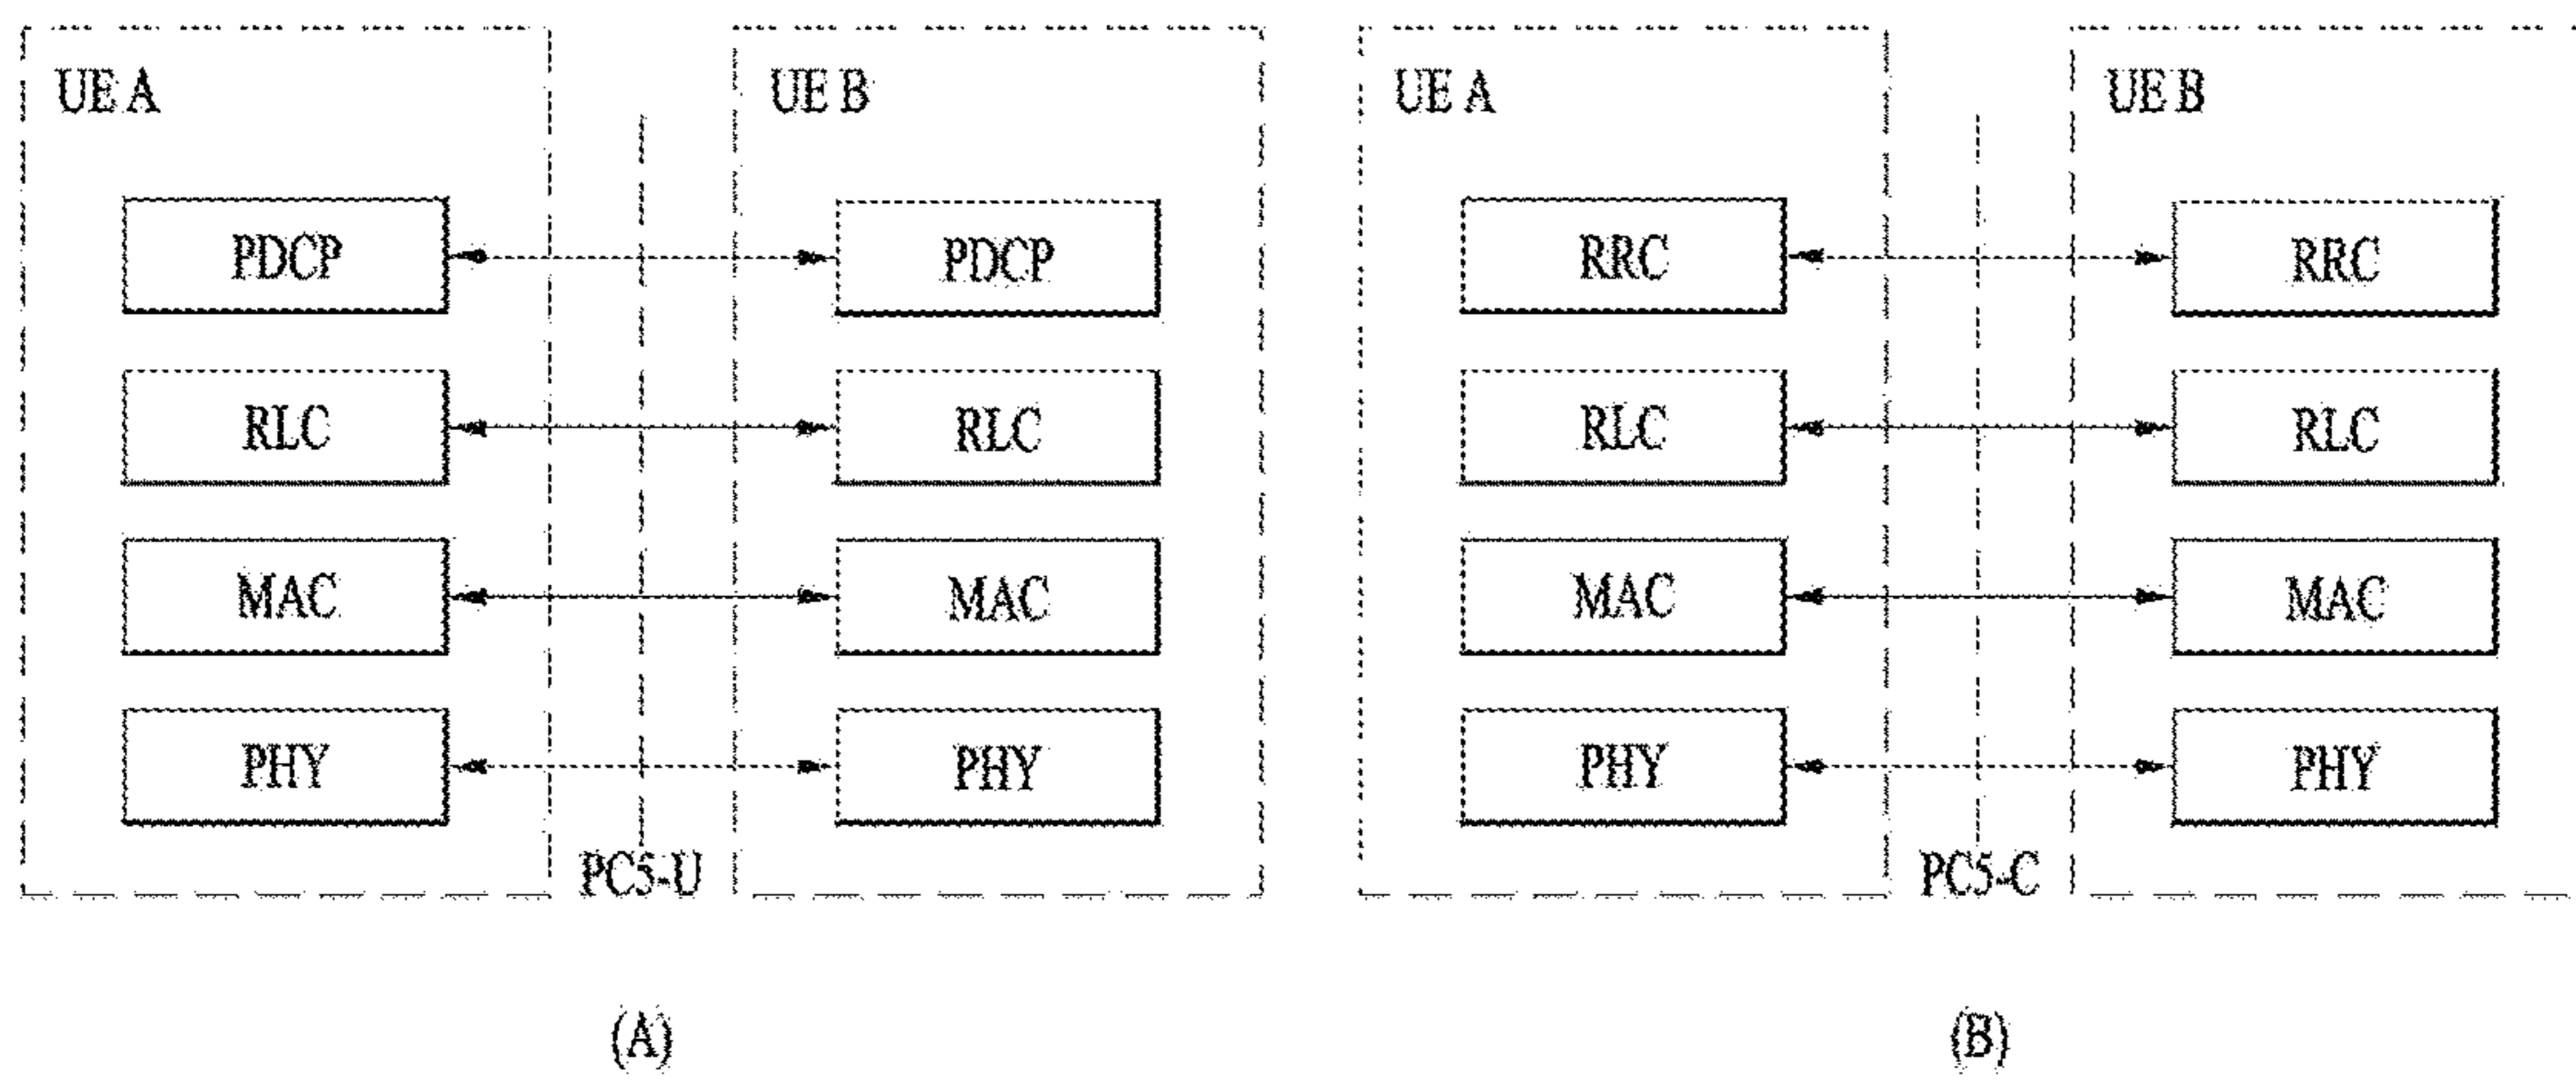 UE A
UE B
PDCP
PDCP
RLC
RLC
MAC
MAC
PHY
PHY
PC5-U
(A)
UE A
UE B
RRC
RRC
RLC
RLC
MAC
MAC
PHY
PHY
PC5-C
(B)